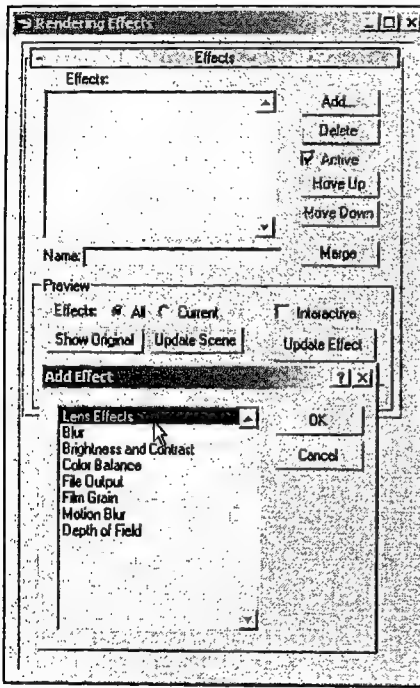 Rendering Effects
Effects
Effects:
Add...
Delete
Active
Move Up
Move Down
Name:
Merge
Preview
Effects: All Current Interactive
Show Original Update Scene Update Effect
Add Effect
Lens Effects
Blur
Brightness and Contrast
Color Balance
File Output
Film Grain
Motion Blur
Depth of Field
OK
Cancel